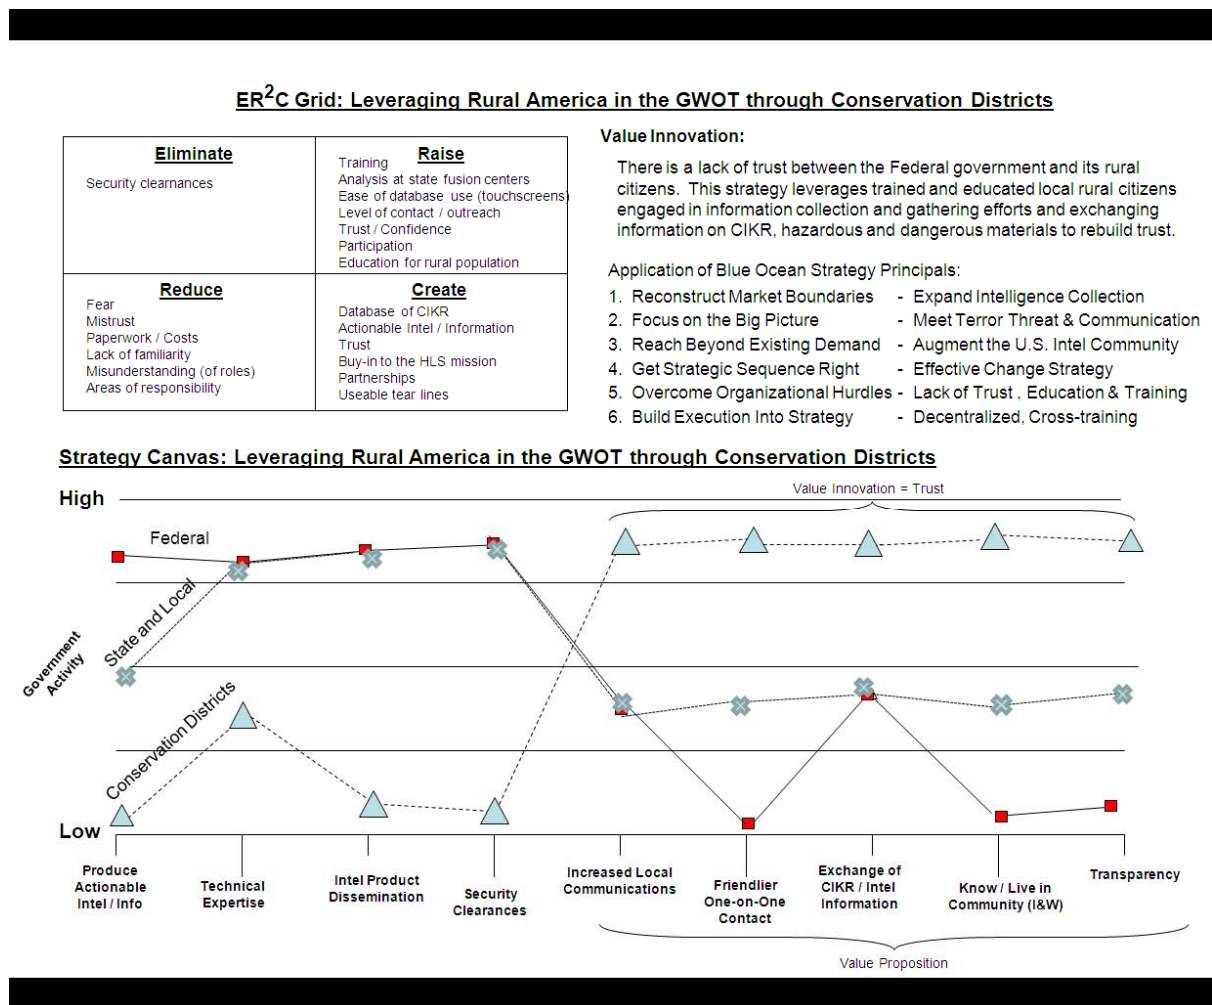 ER2C Grid: Leveraging Rural America in the GWOT through Conservation Districts
Eliminate
Security clearnances
Raise
Training
Analysis at state fusion centers
Ease of database use (touchscreens)
Level of contact / outreach
Trust / Confidence
Participation
Education for rural population
Reduce
Fear
Mistrust
Paperwork / Costs
Lack of familiarity
Misunderstanding (of roles)
Areas of responsibility
Create
Database of CIKR
Actionable Intel / Information
Trust
Buy-in to the HLS mission
Partnerships
Useable tear lines
Value Innovation:
There is a lack of trust between the Federal government and its rural
citizens. This strategy leverages trained and educated local rural citizens
engaged in information collection and gathering efforts and exchanging
information on CIKR, hazardous and dangerous materials to rebuild trust.
Application of Blue Ocean Strategy Principals:
1. Reconstruct Market Boundaries - Expand Intelligence Collection
2. Focus on the Big Picture - Meet Terror Threat & Communication
3. Reach Beyond Existing Demand - Augment the U.S. Intel Community
4. Get Strategic Sequence Right - Effective Change Strategy
5. Overcome Organizational Hurdles - Lack of Trust , Education & Training
6. Build Execution Into Strategy - Decentralized, Cross-training
Strategy Canvas: Leveraging Rural America in the GWOT through Conservation Districts
High
Value Innovation = Trust
Federal
State and Local
Government
Activity
Conservation Districts
Low
Produce
Actionable
Intel / Info
Technical
Expertise
Intel Product
Dissemination
Security
Clearances
Increased Local
Communications
Friendlier
One-on-One
Contact
Exchange of
CIKR / Intel
Information
Know / Live in
Community (I&W)
Transparency
Value Proposition